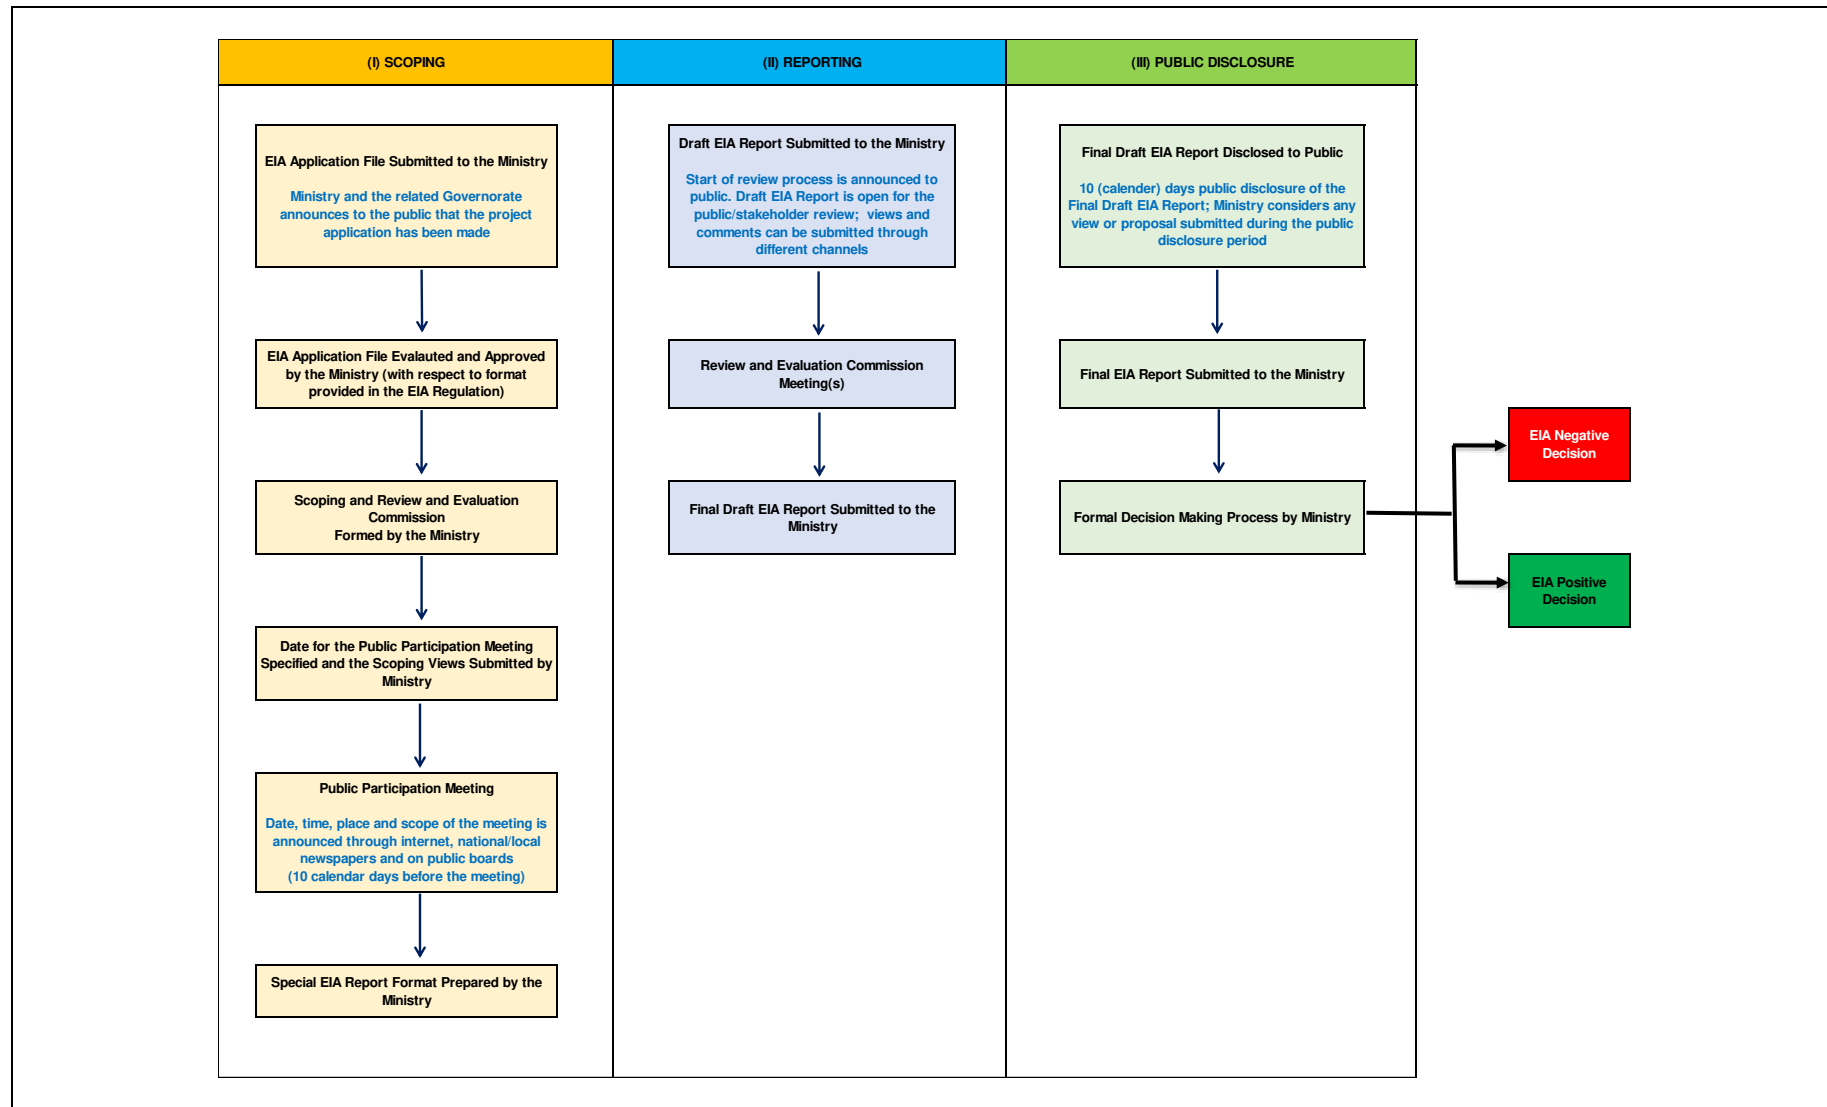 (I) SCOPING
EIA Application File Submitted to the Ministry
Ministry and the related Governorate
announces to the public that the project
application has been made
EIA Application File Evalauted and Approved
by the Ministry (with respect to format
provided in the EIA Regulation)
Scoping and Review and Evaluation
Commission
Formed by the Ministry
Date for the Public Participation Meeting
Specified and the Scoping Views Submitted by
Ministry
Public Participation Meeting
Date, time, place and scope of the meeting is
announced through internet, national/local
newspapers and on public boards
(10 calendar days before the meeting)
Special EIA Report Format Prepared by the
Ministry
(II) REPORTING
Draft EIA Report Submitted to the Ministry
Start of review process is announced to
public. Draft EIA Report is open for the
public/stakeholder review; views and
comments can be submitted through
different channels
Review and Evaluation Commission
Meeting(s)
Final Draft EIA Report Submitted to the
Ministry
(III) PUBLIC DISCLOSURE
Final Draft EIA Report Disclosed to Public
10 (calender) days public disclosure of the
Final Draft EIA Report; Ministry considers any
view or proposal submitted during the public
disclosure period
Final EIA Report Submitted to the Ministry
Formal Decision Making Process by Ministry
EIA Negative
Decision
EIA Positive
Decision